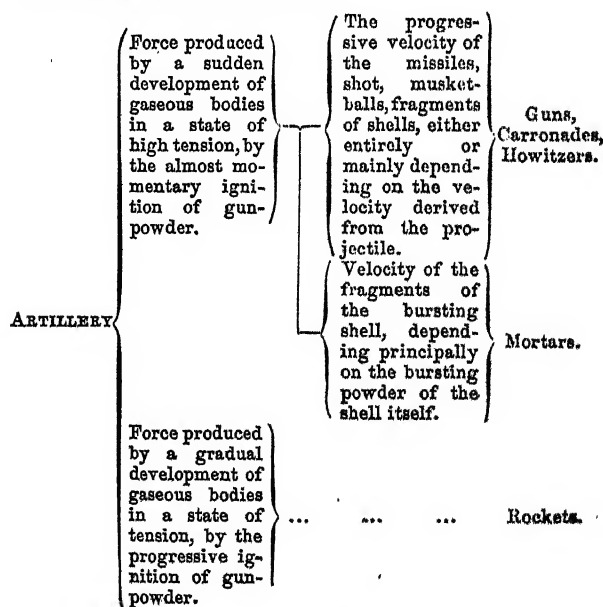 ARTILLERY
Force produced
by a sudden
development of
gaseous bodies
in a state of
high tension, by
the almost mo-
mentary igni-
tion of gun-
powder.
The progres-
sive velocity of
the missiles,
shot, musket-
balls, fragments
of shells, either
entirely or
mainly depend-
ing on the ve-
locity derived
from the pro-
jectile.
Guns,
Carronades,
Howitzers.
Velocity of the
fragments of
the bursting
shell, depend-
ing principally
on the bursting
powder of the
shell itself.
Mortars.
Force produced
by a gradual
development of
gaseous bodies
in a state of
tension, by the
progressive ig-
nition of gun-
powder.
... ... ... Rockets.